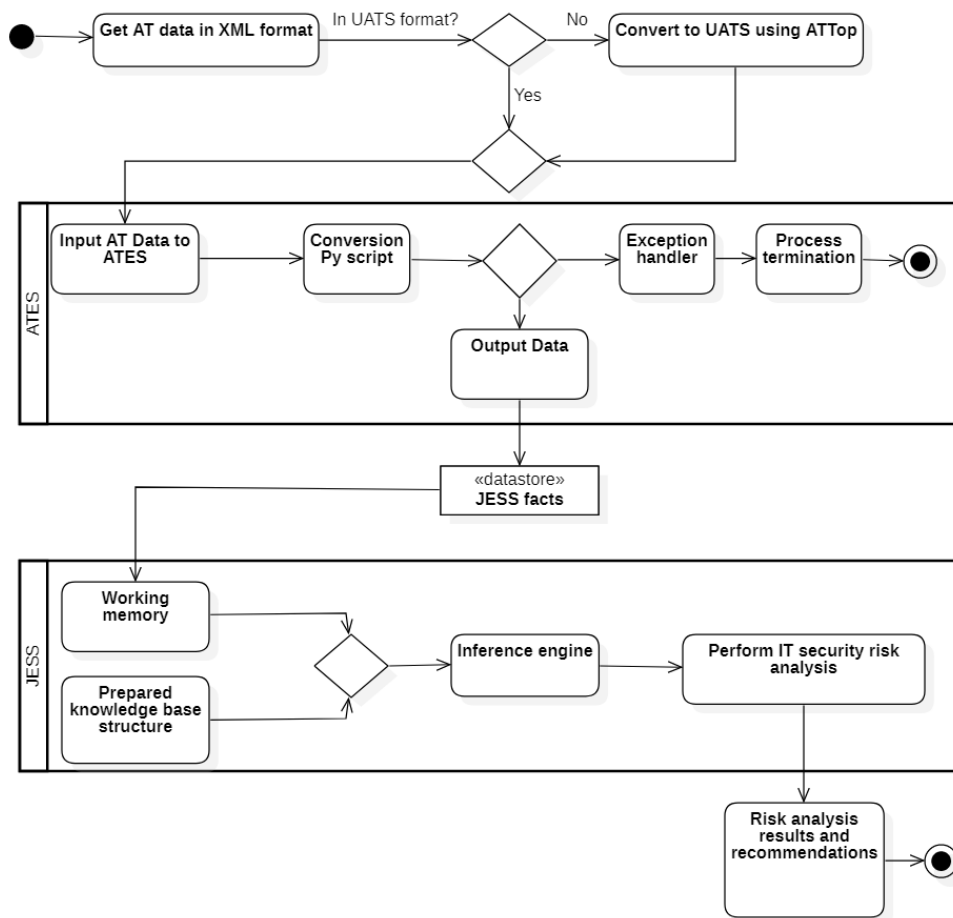 Get AT data in XML format
In UATS format?
No
Convert to UATS using ATTop
Yes
ATES
Input AT Data to
ATES
Conversion
Py script
Exception
handler
Process
termination
Output Data
«datastore»
JESS facts
JESS
Working
memory
Prepared
knowledge base
structure
Inference engine
Perform IT security risk
analysis
Risk analysis
results and
recommendations